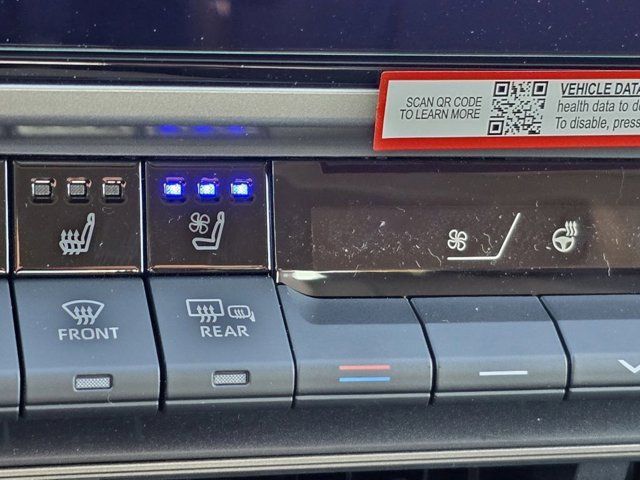 SCAN QR CODE
TO LEARN MORE
VEHICLE DATA
health data to
To disable, press
FRONT
REAR